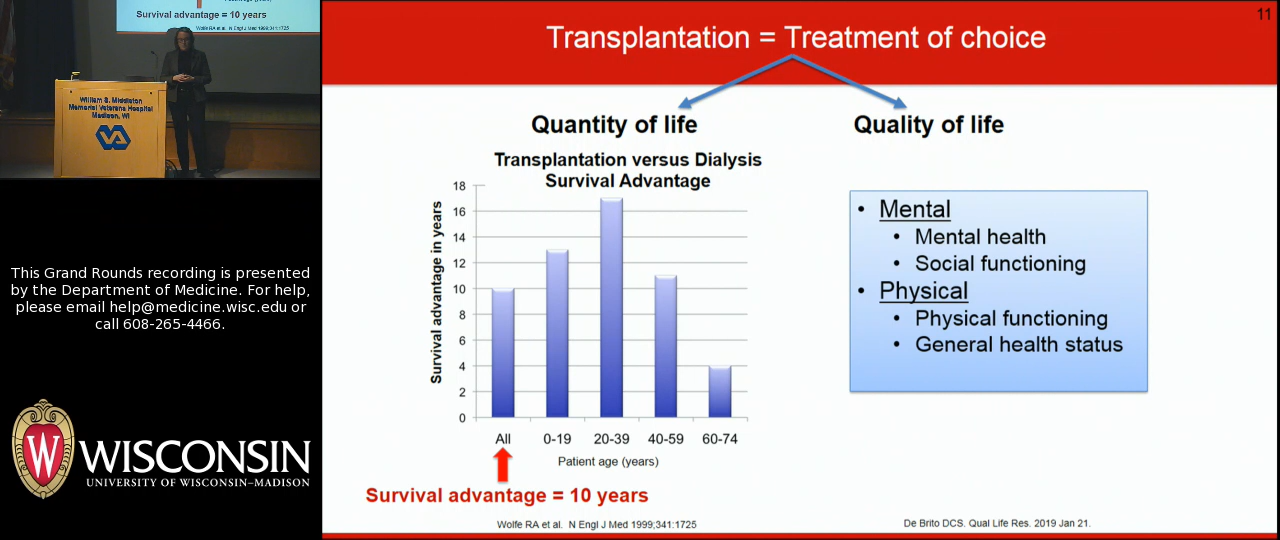 Survival advantage = 10 years
Wolfe RA et al. N Engl J Med 1999;341:1725
William S. Middleton
Memorial Veterans Hospital
Madison, WI
VA
This Grand Rounds recording is presented
by the Department of Medicine. For help,
please email help@medicine.wisc.edu or
call 608-265-4466.
W
WISCONSIN
UNIVERSITY OF WISCONSIN–MADISON
11
Transplantation = Treatment of choice
Quantity of life
Transplantation versus Dialysis
Survival Advantage
Survival advantage in years
18
16
14
12
10
8
6
4
2
0
All 0-19 20-39 40-59 60-74
Patient age (years)
Survival advantage = 10 years
Wolfe RA et al. N Engl J Med 1999;341:1725
Quality of life
• Mental
• Mental health
• Social functioning
• Physical
• Physical functioning
• General health status
De Brito DCS. Qual Life Res. 2019 Jan 21.